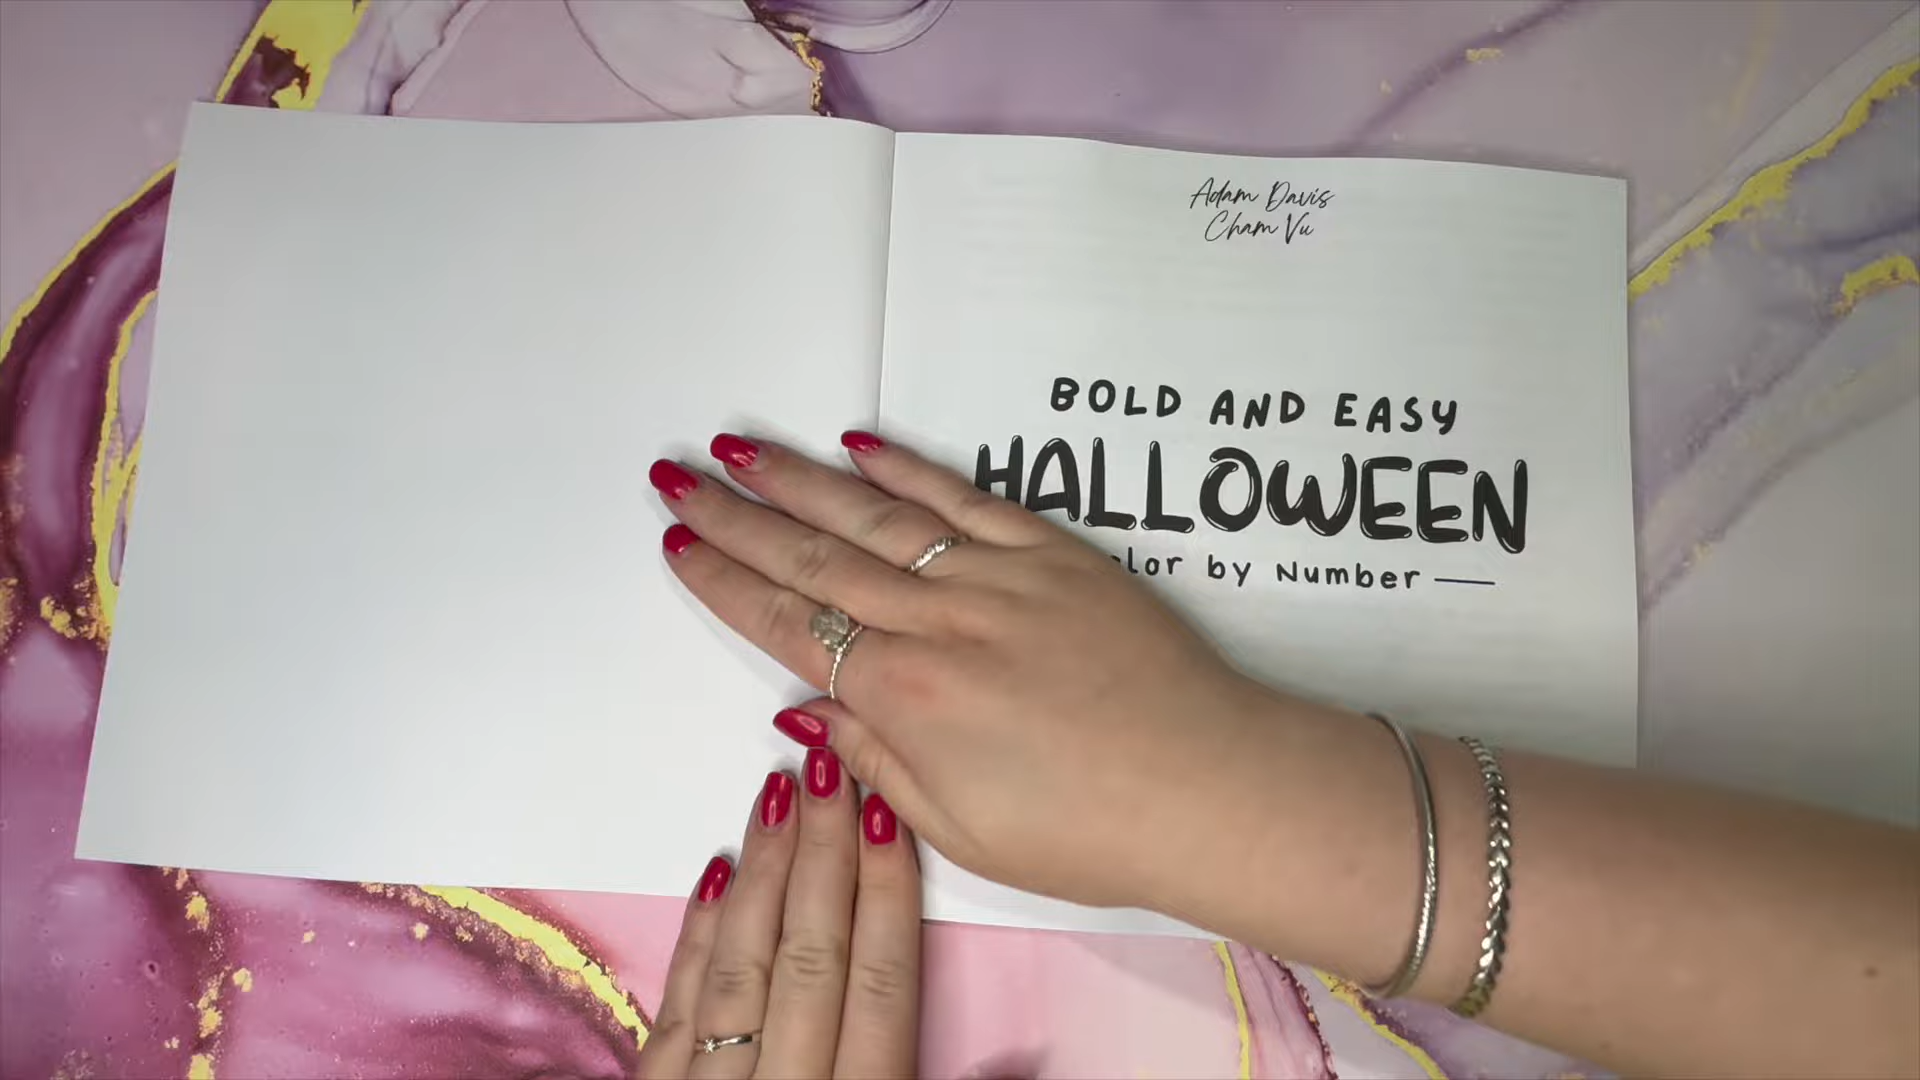 Adam Davis
Cham Vu
BOLD AND EASY
HALLOWEEN
by Number